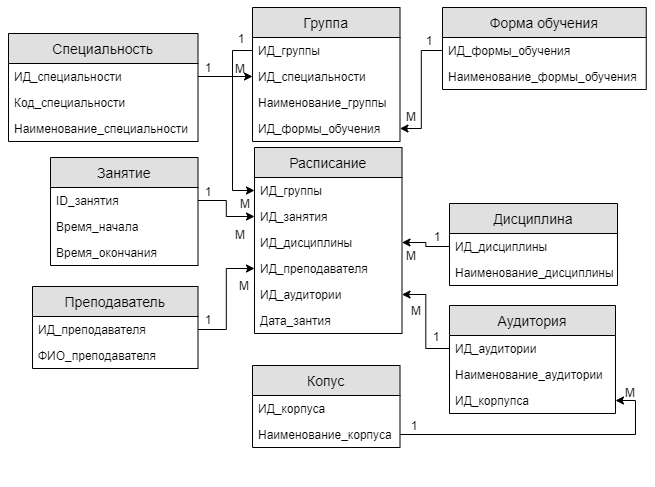 Специальность
ИД_специальности
Код_специальности
Наименование_специальности
1
М
Группа
ИД_группы
ИД_специальности
Наименование_группы
ИД_формы_обучения
1
Форма обучения
ИД_формы_обучения
Наименование_формы_обучения
1
М
Занятие
ID_занятия
Время_начала
Время_окончания
1
М
М
Расписание
ИД_группы
ИД_занятия
ИД_дисциплины
ИД_преподавателя
ИД_аудитории
Дата_зантия
Дисциплина
ИД_дисциплины
Наименование_дисциплины
1
М
Преподаватель
ИД_преподавателя
ФИО_преподавателя
1
М
Аудитория
ИД_аудитории
Наименование_аудитории
ИД_корпупса
1
М
Копус
ИД_корпуса
Наименование_корпуса
1
М